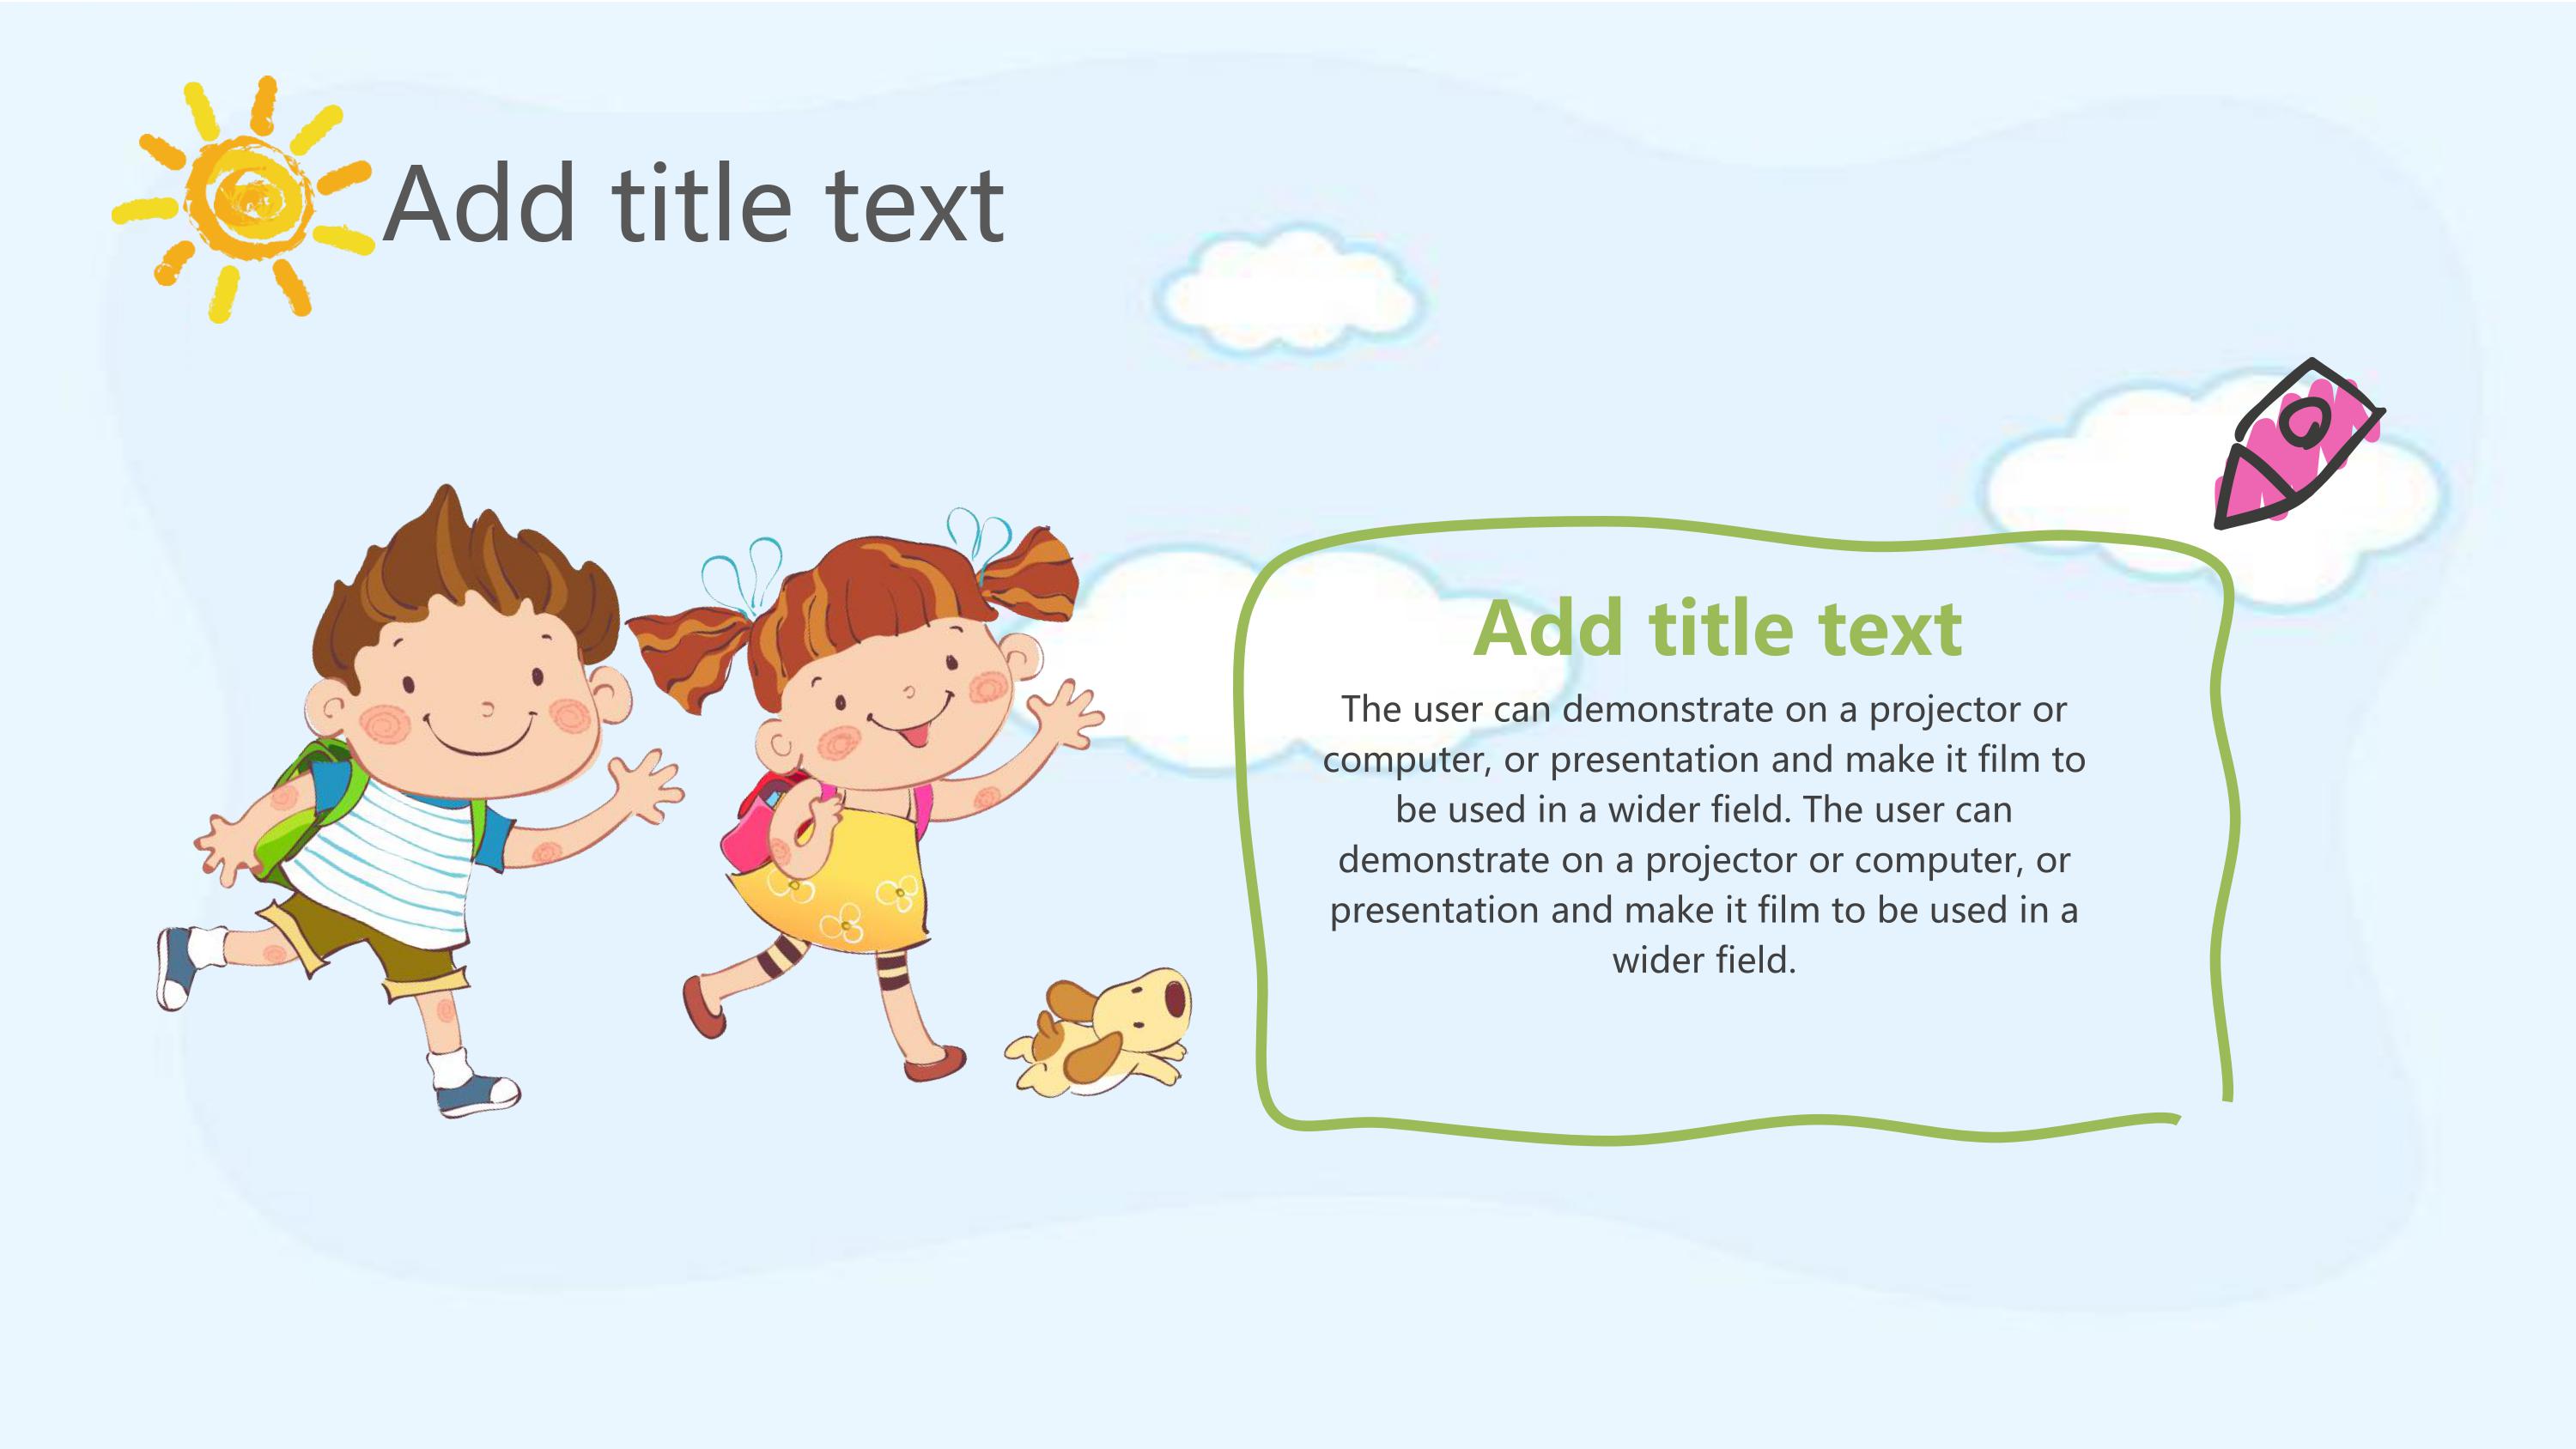 Add title text
Add title text
The user can demonstrate on a projector or
computer, or presentation and make it film to
be used in a wider field. The user can
demonstrate on a projector or computer, or
presentation and make it film to be used in a
wider field.